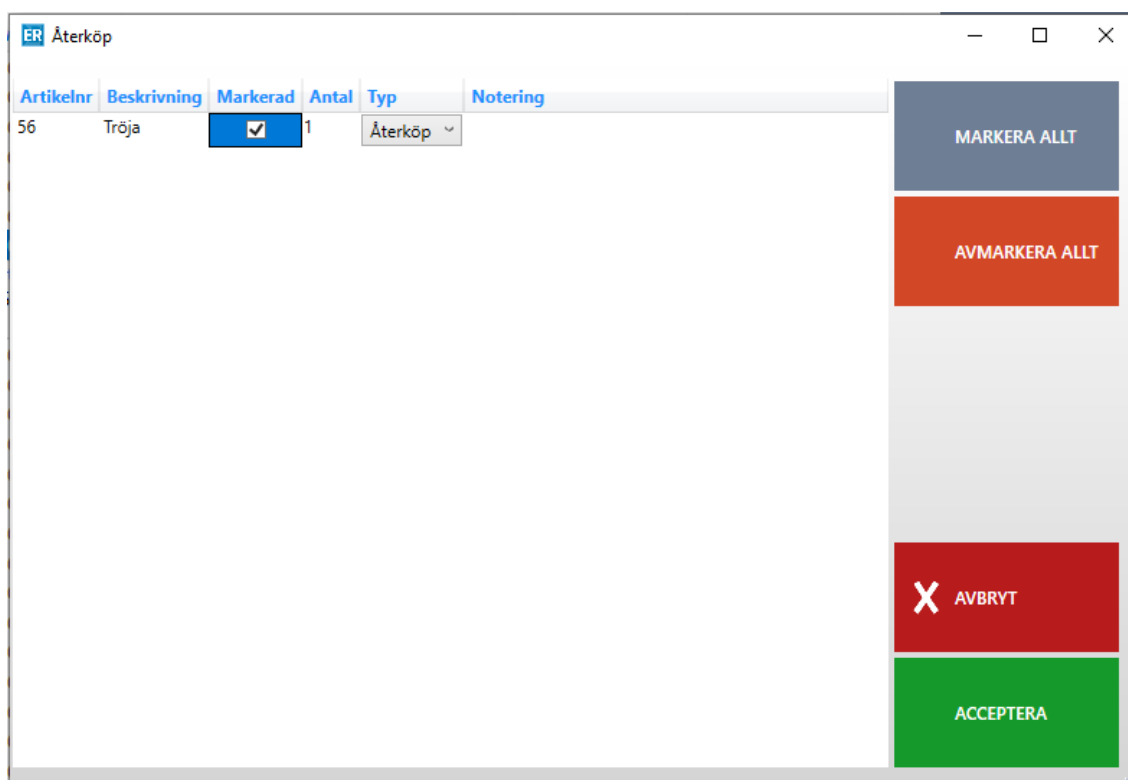 ER Återköp
Artikelnr Beskrivning Markerad Antal Typ Notering
56 Tröja 1 Återköp
MARKERA ALLT
AVMARKERA ALLT
X AVBRYT
ACCEPTERA